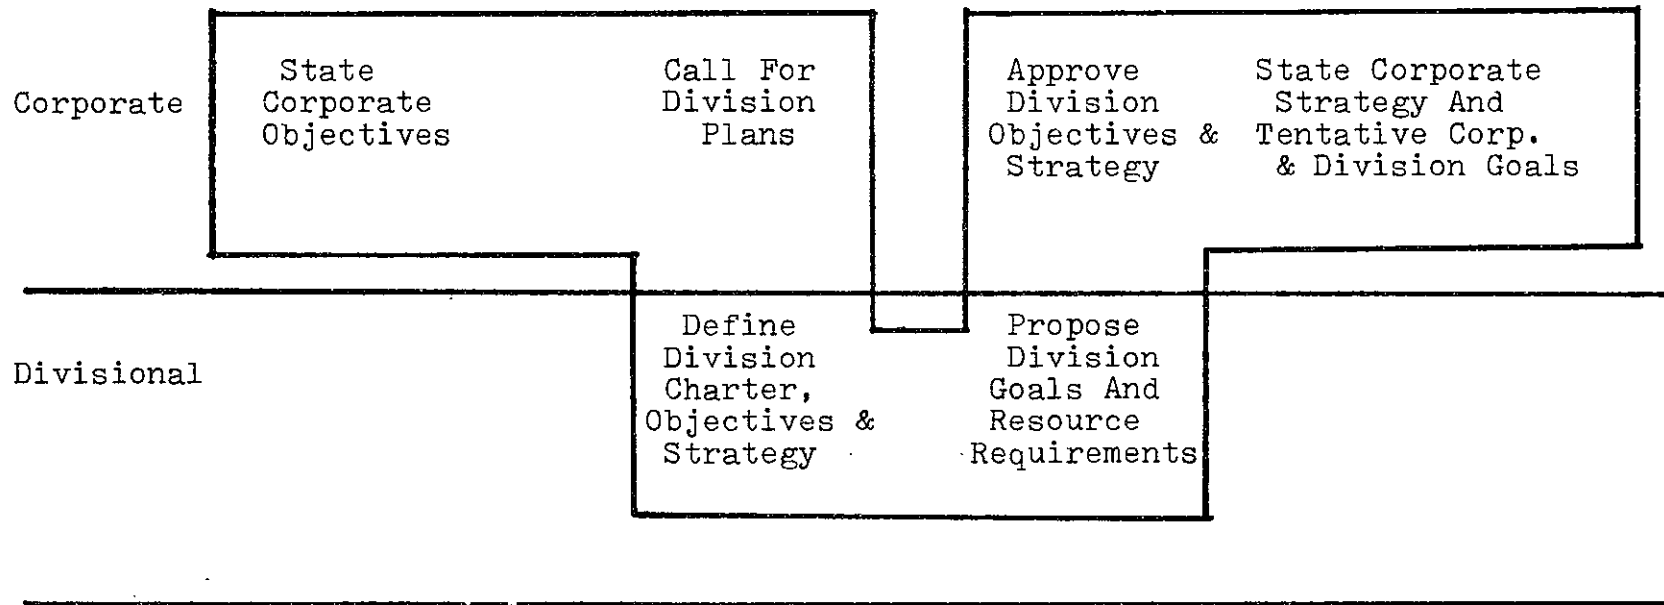 Corporate
State
Corporate
Objectives
Call For
Division
Plans
Approve
Division
Objectives &
Strategy
State Corporate
Strategy And
Tentative Corp.
& Division Goals
Divisional
Define
Division
Charter,
Objectives &
Strategy
Propose
Division
Goals And
Resource
Requirements